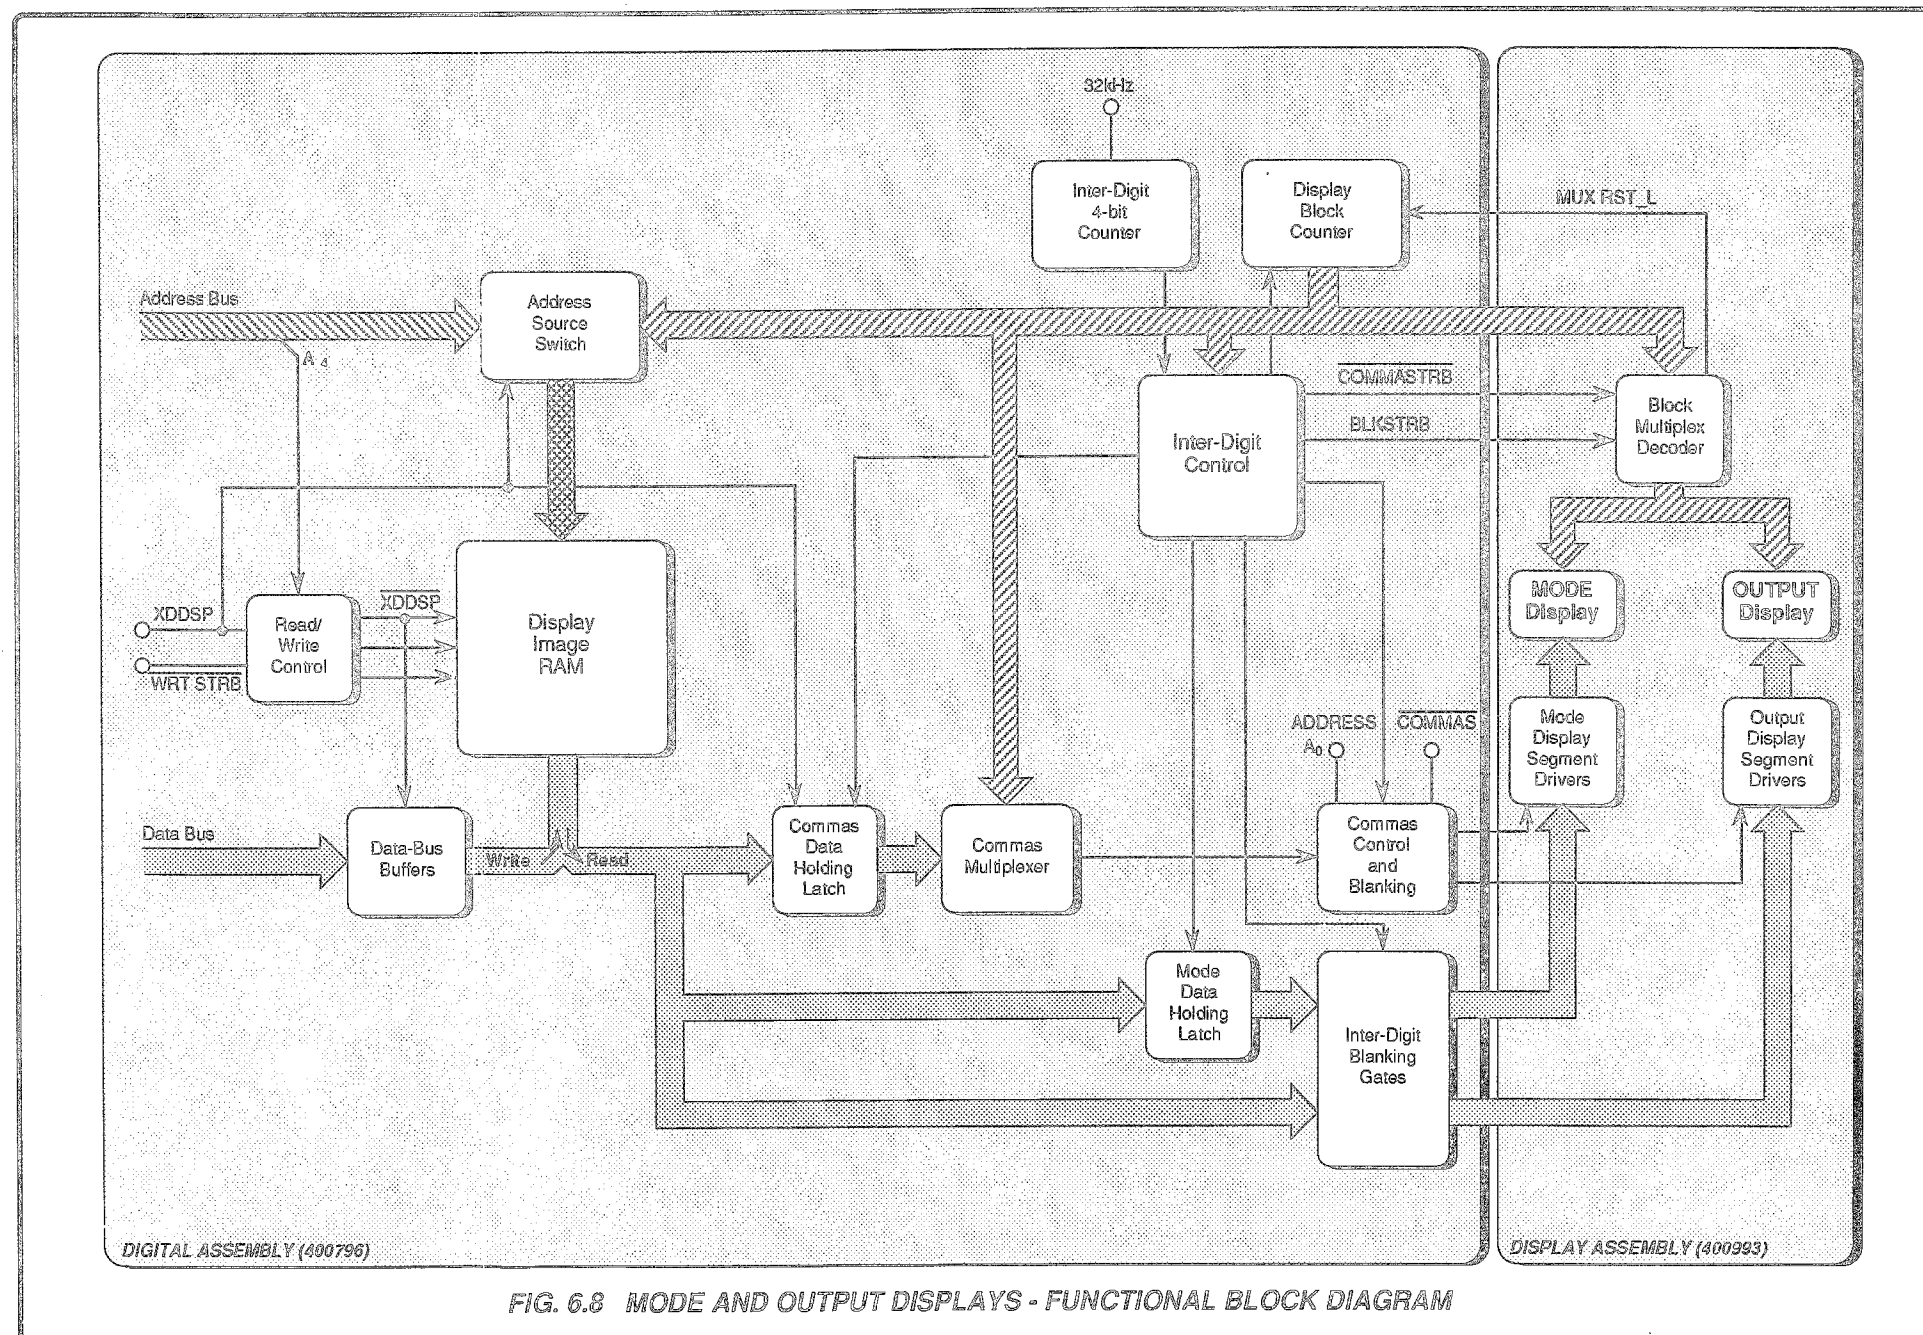 32kHz
Inter-Digit
4-bit
Counter
Display
Block
Counter
MUX RST_L
Address Bus
A4
Address
Source
Switch
COMMASTRB
BLKSTRB
Inter-Digit
Control
Block
Multiplex
Decoder
XDDSP
WRT STRB
Read/
Write
Control
XDDSP
Display
Image
RAM
MODE
Display
OUTPUT
Display
ADDRESS
A0
COMMAS
Mode
Display
Segment
Drivers
Output
Display
Segment
Drivers
Data Bus
Data-Bus
Buffers
Write
Read
Commas
Data
Holding
Latch
Commas
Multiplexer
Commas
Control
and
Blanking
Mode
Data
Holding
Latch
Inter-Digit
Blanking
Gates
DIGITAL ASSEMBLY (400796)
DISPLAY ASSEMBLY (400993)
FIG. 6.8 MODE AND OUTPUT DISPLAYS - FUNCTIONAL BLOCK DIAGRAM